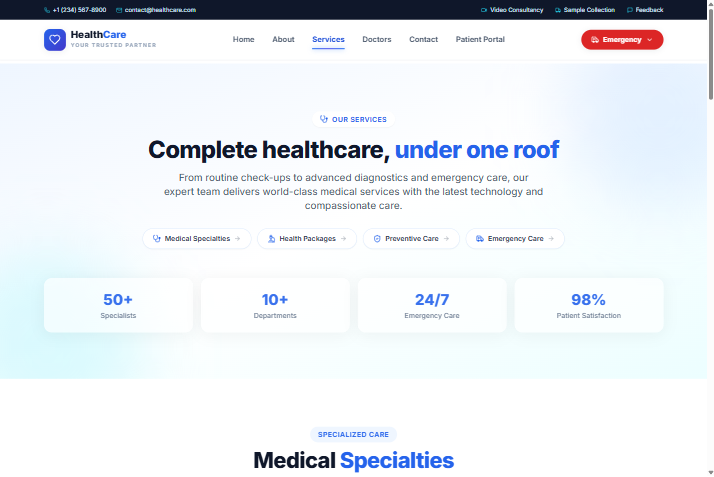 +1 (234) 567-8900 contact@healthcare.com Video Consultancy Sample Collection Feedback
HealthCare
YOUR TRUSTED PARTNER
Home About Services Doctors Contact Patient Portal
Emergency
OUR SERVICES
Complete healthcare, under one roof
From routine check-ups to advanced diagnostics and emergency care, our
expert team delivers world-class medical services with the latest technology and
compassionate care.
Medical Specialties Health Packages Preventive Care Emergency Care
50+ 10+ 24/7 98%
Specialists Departments Emergency Care Patient Satisfaction
SPECIALIZED CARE
Medical Specialties